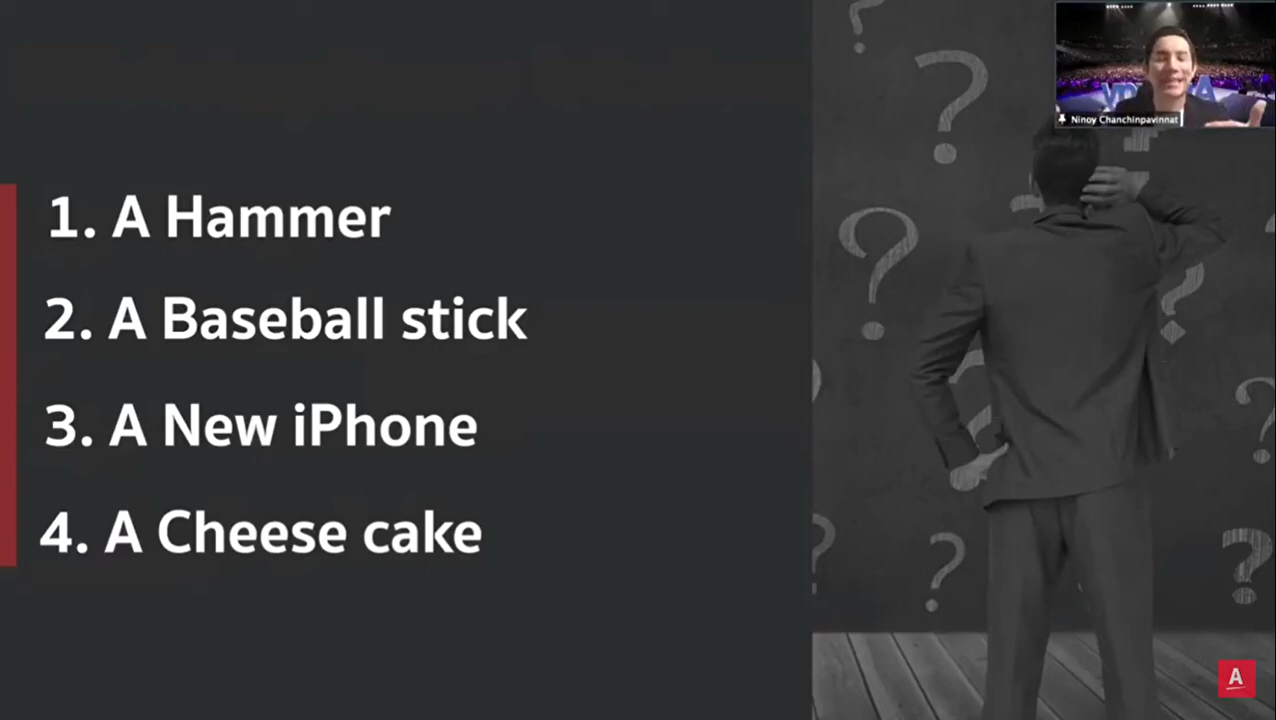 1. A Hammer
2. A Baseball stick
3. A New iPhone
4. A Cheese cake
Ninoy Chanchinpavinnat
A